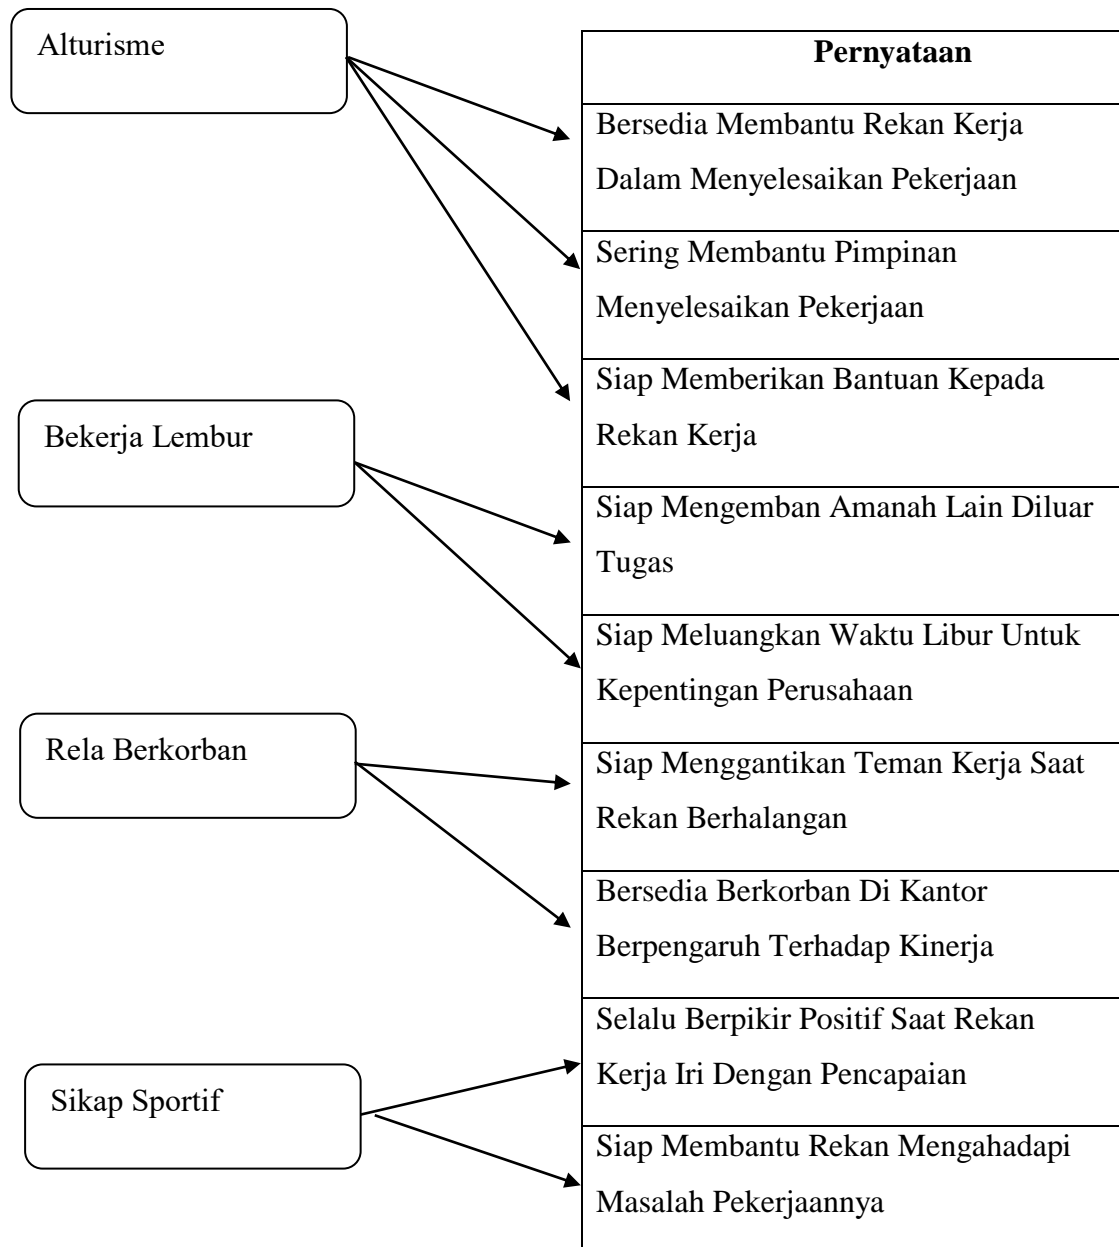 Alturisme
Pernyataan
Bersedia Membantu Rekan Kerja
Dalam Menyelesaikan Pekerjaan
Sering Membantu Pimpinan
Menyelesaikan Pekerjaan
Siap Memberikan Bantuan Kepada
Rekan Kerja
Bekerja Lembur
Siap Mengemban Amanah Lain Diluar
Tugas
Siap Meluangkan Waktu Libur Untuk
Kepentingan Perusahaan
Rela Berkorban
Siap Menggantikan Teman Kerja Saat
Rekan Berhalangan
Bersedia Berkorban Di Kantor
Berpengaruh Terhadap Kinerja
Selalu Berpikir Positif Saat Rekan
Kerja Iri Dengan Pencapaian
Sikap Sportif
Siap Membantu Rekan Mengahadapi
Masalah Pekerjaannya